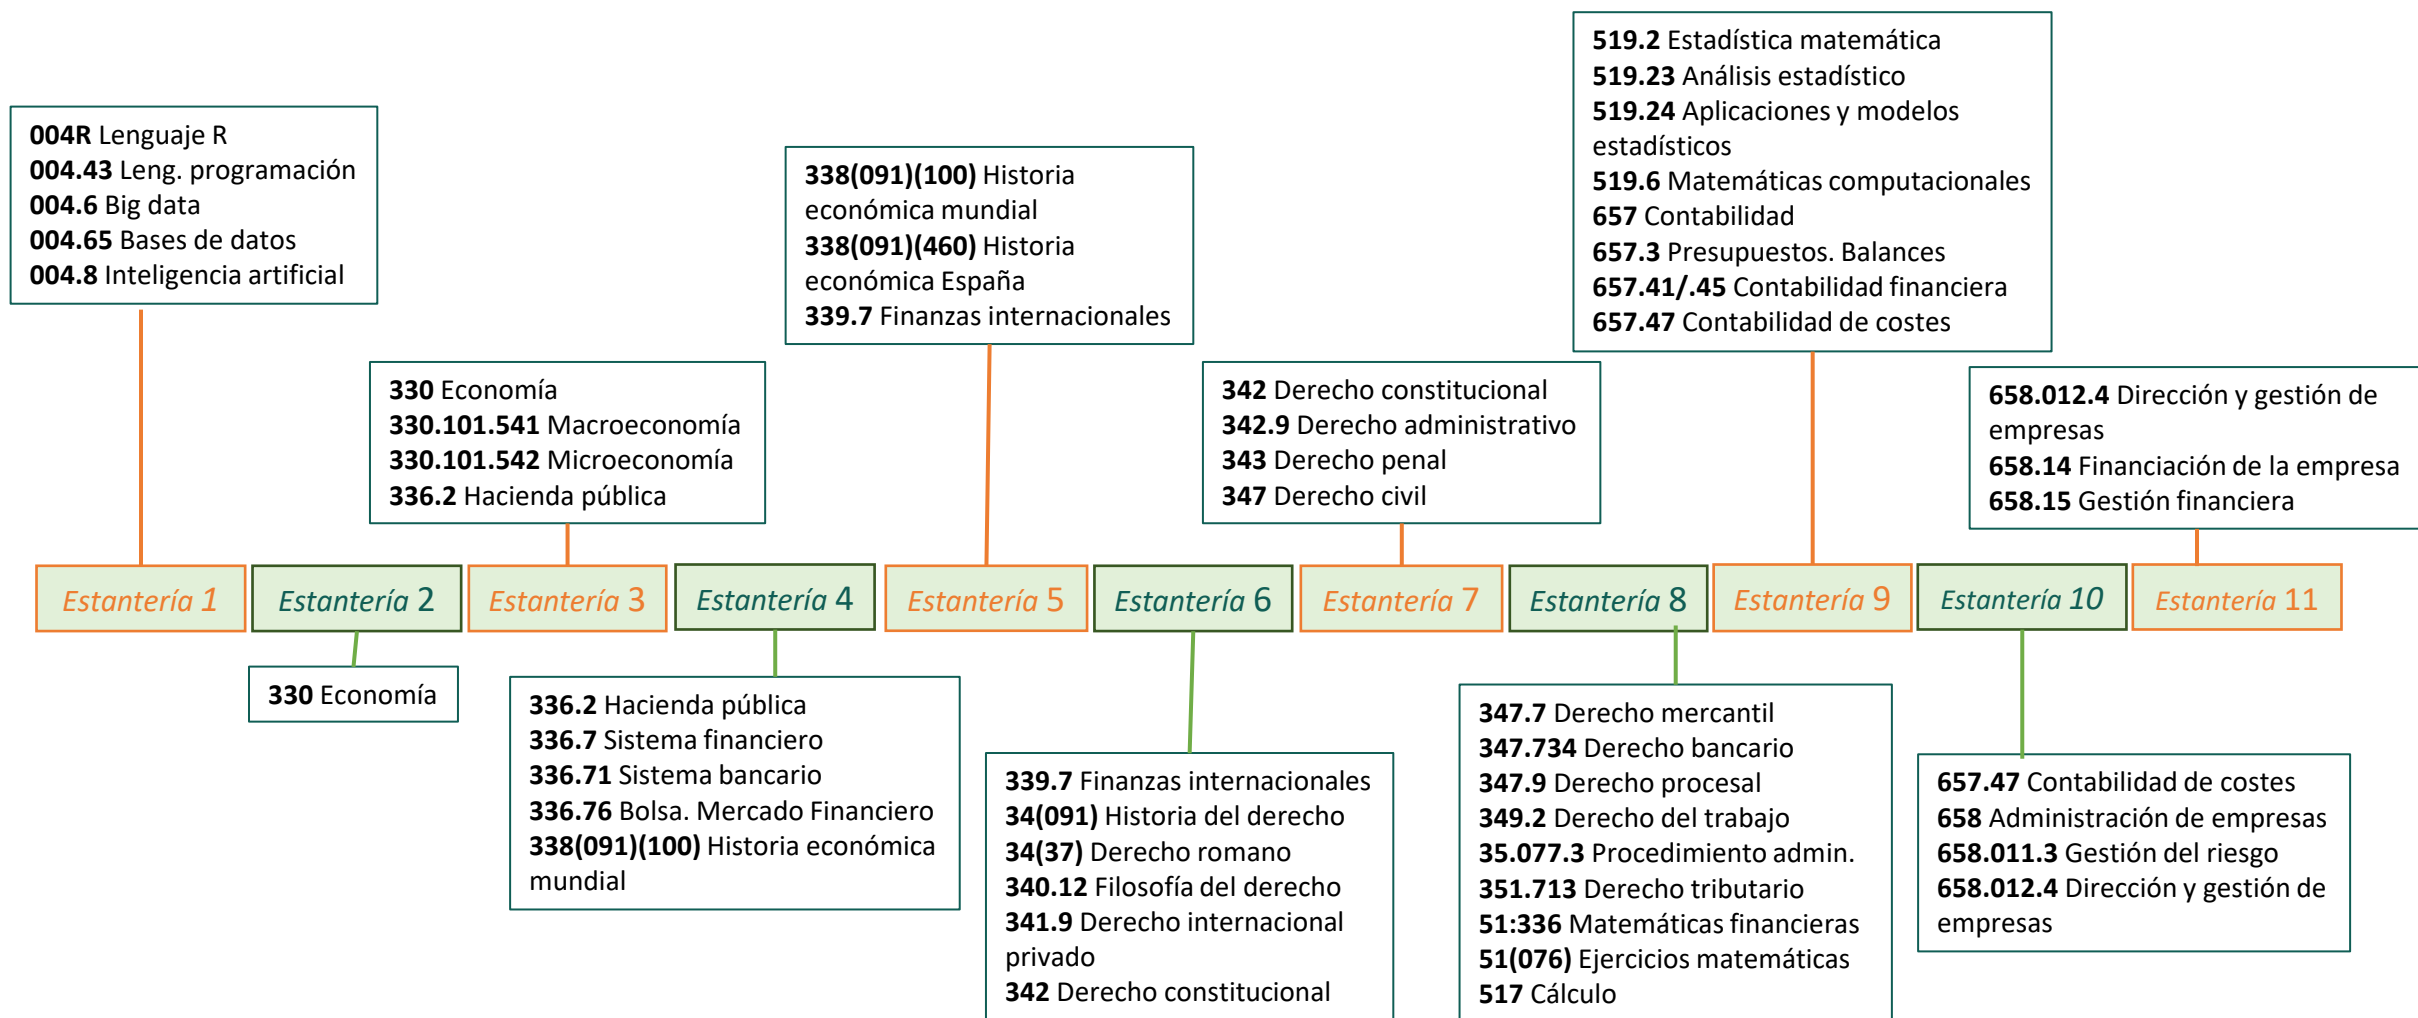 004R Lenguaje R
004.43 Leng. programación
004.6 Big data
004.65 Bases de datos
004.8 Inteligencia artificial
330 Economía
330.101.541 Macroeconomía
330.101.542 Microeconomía
336.2 Hacienda pública
338(091)(100) Historia
económica mundial
338(091)(460) Historia
económica España
339.7 Finanzas internacionales
342 Derecho constitucional
342.9 Derecho administrativo
343 Derecho penal
347 Derecho civil
519.2 Estadística matemática
519.23 Análisis estadístico
519.24 Aplicaciones y modelos
estadísticos
519.6 Matemáticas computacionales
657 Contabilidad
657.3 Presupuestos. Balances
657.41/.45 Contabilidad financiera
657.47 Contabilidad de costes
658.012.4 Dirección y gestión de
empresas
658.14 Financiación de la empresa
658.15 Gestión financiera
Estantería 1
Estantería 2
Estantería 3
Estantería 4
Estantería 5
Estantería 6
Estantería 7
Estantería 8
Estantería 9
Estantería 10
Estantería 11
330 Economía
336.2 Hacienda pública
336.7 Sistema financiero
336.71 Sistema bancario
336.76 Bolsa. Mercado Financiero
338(091)(100) Historia económica
mundial
339.7 Finanzas internacionales
34(091) Historia del derecho
34(37) Derecho romano
340.12 Filosofía del derecho
341.9 Derecho internacional
privado
342 Derecho constitucional
347.7 Derecho mercantil
347.734 Derecho bancario
347.9 Derecho procesal
349.2 Derecho del trabajo
35.077.3 Procedimiento admin.
351.713 Derecho tributario
51:336 Matemáticas financieras
51(076) Ejercicios matemáticas
517 Cálculo
657.47 Contabilidad de costes
658 Administración de empresas
658.011.3 Gestión del riesgo
658.012.4 Dirección y gestión de
empresas